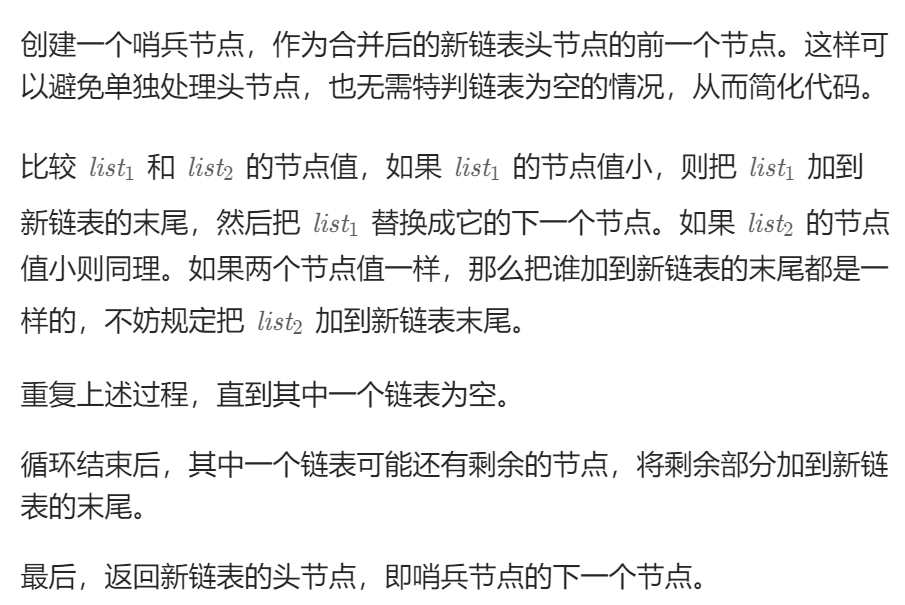 创建一个哨兵节点，作为合并后的新链表头节点的前一个节点。这样可
以避免单独处理头节点，也无需特判链表为空的情况，从而简化代码。
比较 list₁ 和 list₂ 的节点值，如果 list₁ 的节点值小，则把 list₁ 加到
新链表的末尾，然后把 list₁ 替换成它的下一个节点。如果 list₂ 的节点
值小则同理。如果两个节点值一样，那么把谁加到新链表的末尾都是一
样的，不妨规定把 list₂ 加到新链表末尾。
重复上述过程，直到其中一个链表为空。
循环结束后，其中一个链表可能还有剩余的节点，将剩余部分加到新链
表的末尾。
最后，返回新链表的头节点，即哨兵节点的下一个节点。